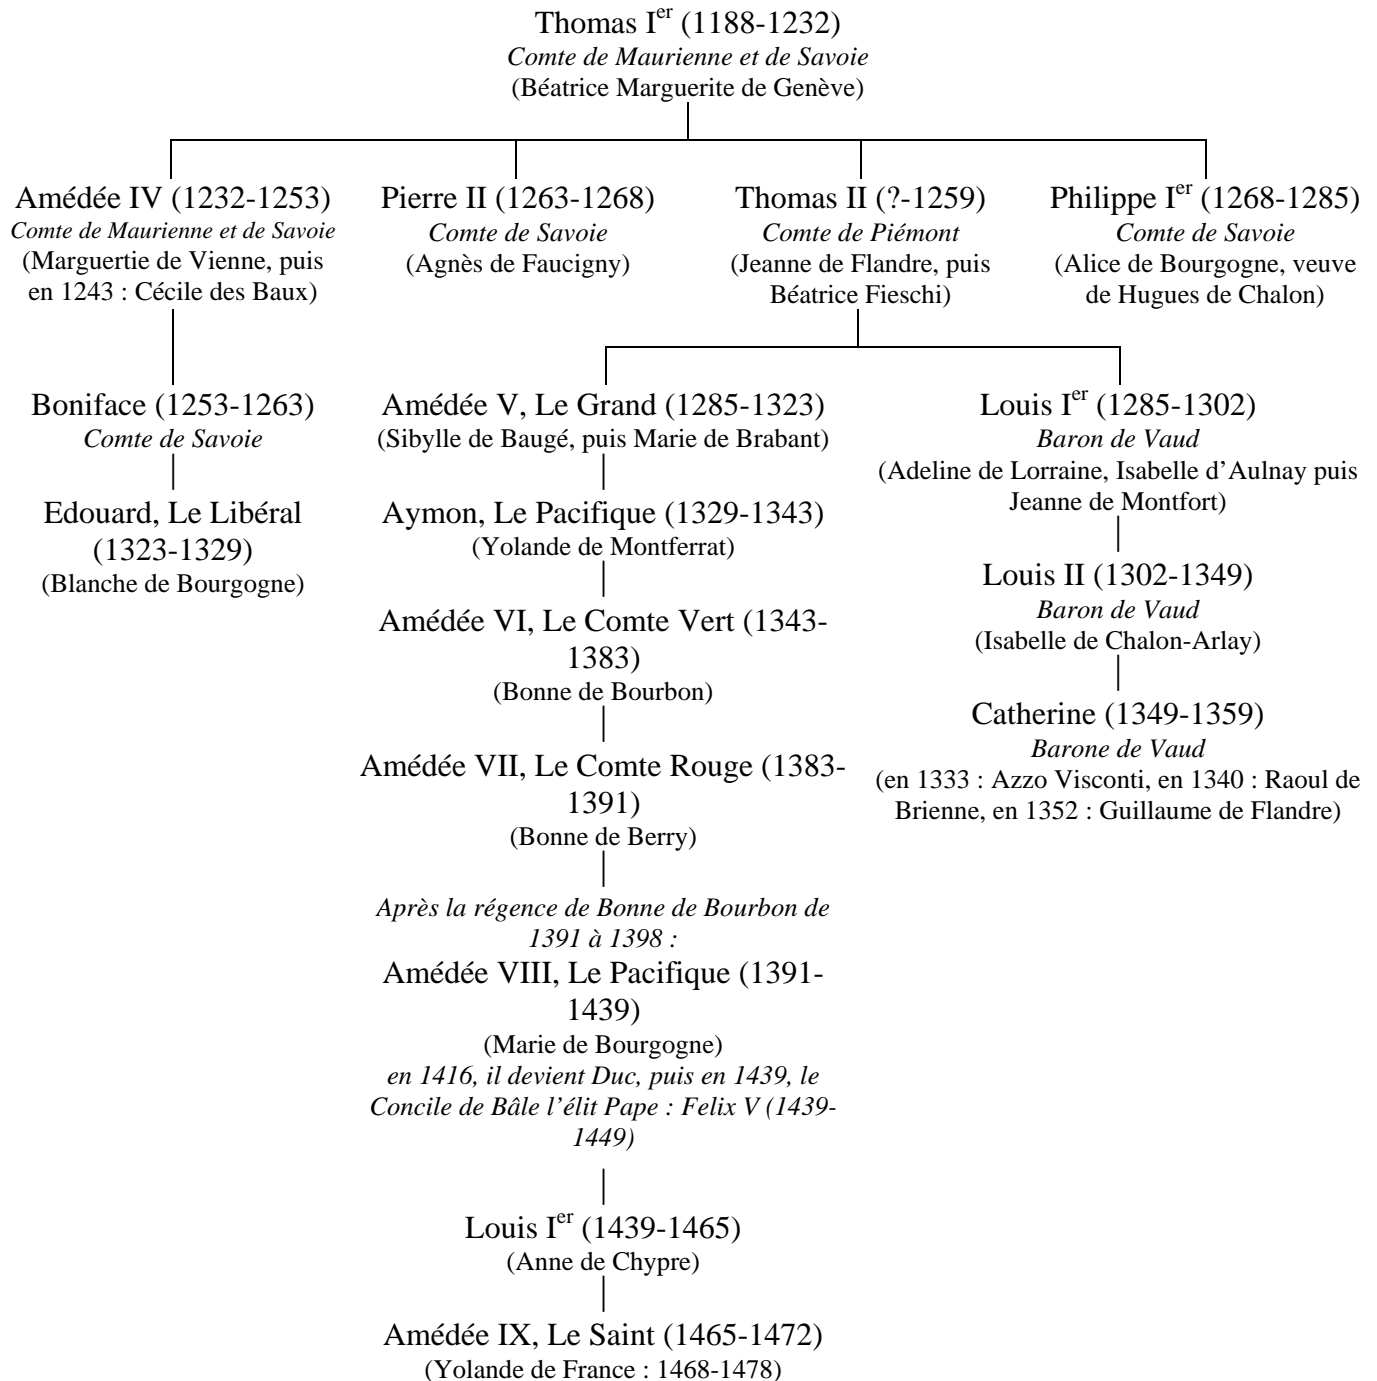 Thomas Iᵉʳ (1188-1232)
Comte de Maurienne et de Savoie
(Béatrice Marguerite de Genève)
Amédée IV (1232-1253)
Comte de Maurienne et de Savoie
(Marguertie de Vienne, puis
en 1243 : Cécile des Baux)
Pierre II (1263-1268)
Comte de Savoie
(Agnès de Faucigny)
Thomas II (?-1259)
Comte de Piémont
(Jeanne de Flandre, puis
Béatrice Fieschi)
Philippe Iᵉʳ (1268-1285)
Comte de Savoie
(Alice de Bourgogne, veuve
de Hugues de Chalon)
Boniface (1253-1263)
Comte de Savoie
Edouard, Le Libéral
(1323-1329)
(Blanche de Bourgogne)
Amédée V, Le Grand (1285-1323)
(Sibylle de Baugé, puis Marie de Brabant)
Aymon, Le Pacifique (1329-1343)
(Yolande de Montferrat)
Amédée VI, Le Comte Vert (1343-
1383)
(Bonne de Bourbon)
Amédée VII, Le Comte Rouge (1383-
1391)
(Bonne de Berry)
Après la régence de Bonne de Bourbon de
1391 à 1398 :
Amédée VIII, Le Pacifique (1391-
1439)
(Marie de Bourgogne)
en 1416, il devient Duc, puis en 1439, le
Concile de Bâle l’élit Pape : Felix V (1439-
1449)
Louis Iᵉʳ (1439-1465)
(Anne de Chypre)
Amédée IX, Le Saint (1465-1472)
(Yolande de France : 1468-1478)
Louis Iᵉʳ (1285-1302)
Baron de Vaud
(Adeline de Lorraine, Isabelle d’Aulnay puis
Jeanne de Montfort)
Louis II (1302-1349)
Baron de Vaud
(Isabelle de Chalon-Arlay)
Catherine (1349-1359)
Barone de Vaud
(en 1333 : Azzo Visconti, en 1340 : Raoul de
Brienne, en 1352 : Guillaume de Flandre)